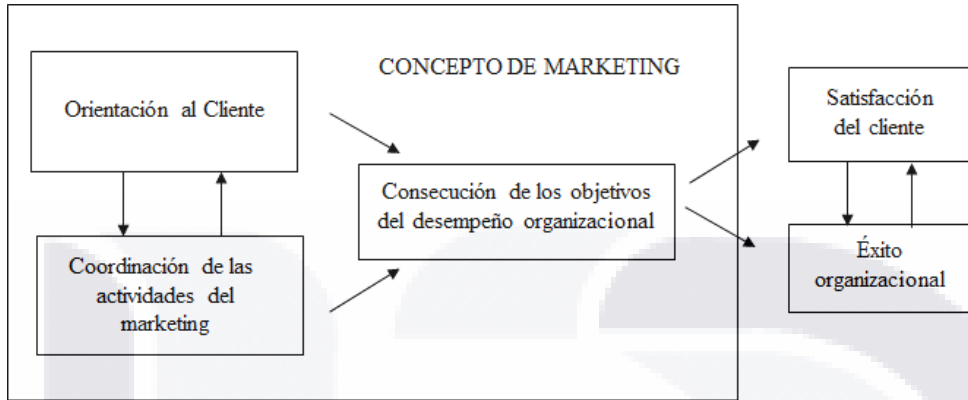 CONCEPTO DE MARKETING
Orientación al Cliente
Coordinación de las
actividades del
marketing
Consecución de los objetivos
del desempeño organizacional
Satisfacción
del cliente
Éxito
organizacional